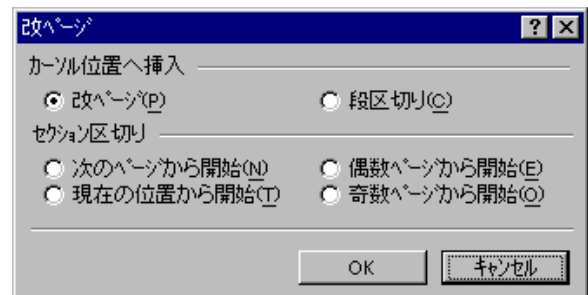 改ﾍﾟｰｼﾞ
カーソル位置へ挿入
改ﾍﾟｰｼﾞ(P) 段区切り(C)
ｾｸｼｮﾝ区切り
次のﾍﾟｰｼﾞから開始(N) 偶数ﾍﾟｰｼﾞから開始(E)
現在の位置から開始(T) 奇数ﾍﾟｰｼﾞから開始(O)
OK ｷｬﾝｾﾙ